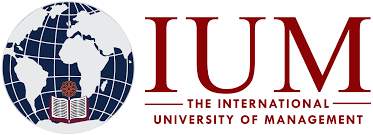 IUM
THE INTERNATIONAL
UNIVERSITY OF MANAGEMENT